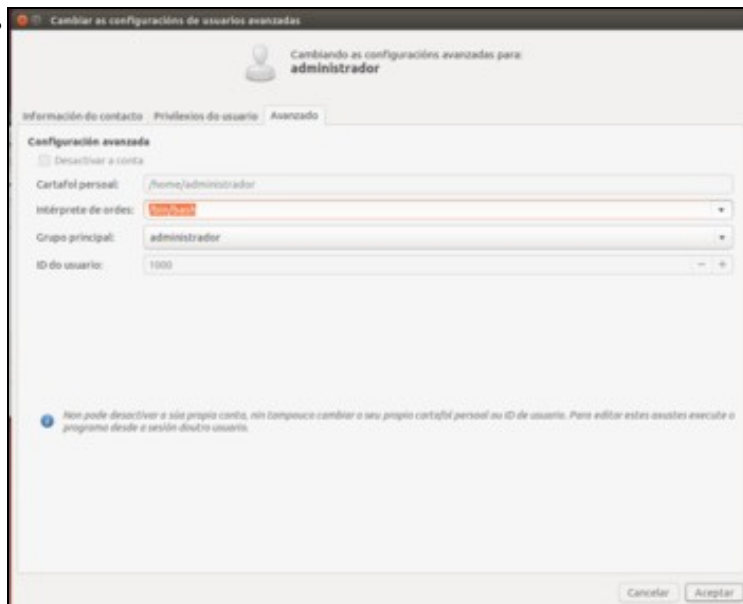 Cambiar as configuracións de usuarios avanzadas
Cambiando as configuracións avanzadas para:
administrador
Información de contacto Privilexios de usuario Avanzado
Configuración avanzada
Desactivar a conta
Cartafol persoal: /home/administrador
Intérprete de ordes: /bin/bash
Grupo principal: administrador
ID do usuario: 1000
Non pode desactivar a súa propia conta, nin tampouco cambiar o seu propio cartafol persoal ou ID de usuario. Para editar estes axustes execute o
programa desde a sesión doutro usuario.
Cancelar Aceptar